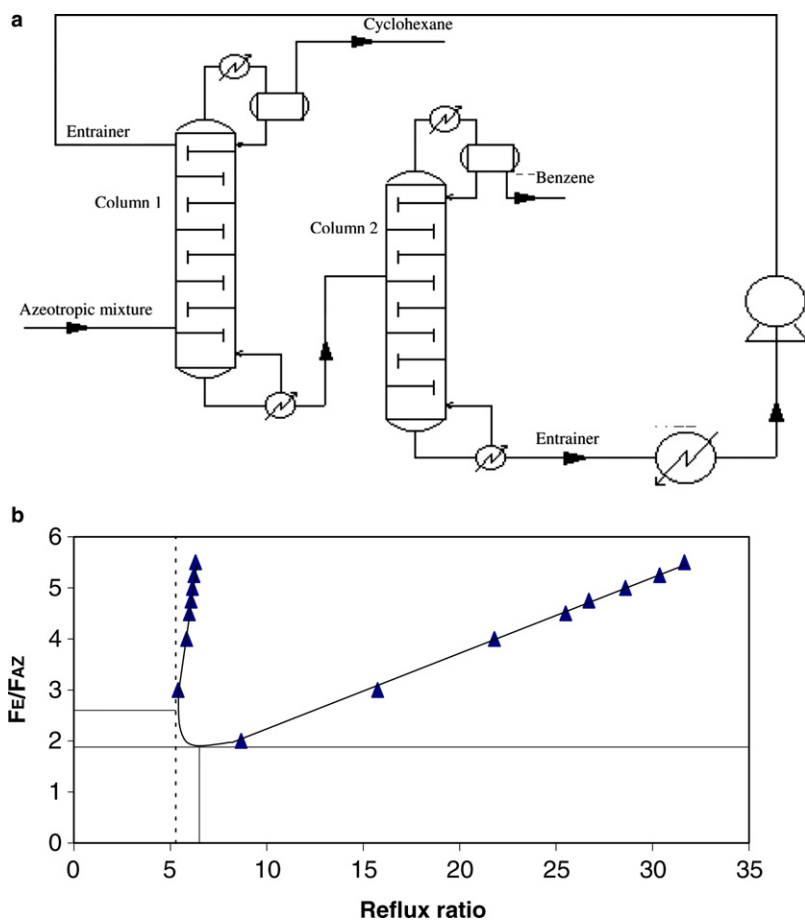 a
Cyclohexane
Entrainer
Column 1
Benzene
Column 2
Azeotropic mixture
Entrainer
b
6
5
4
3
2
1
0
FE/FAZ
0 5 10 15 20 25 30 35
Reflux ratio